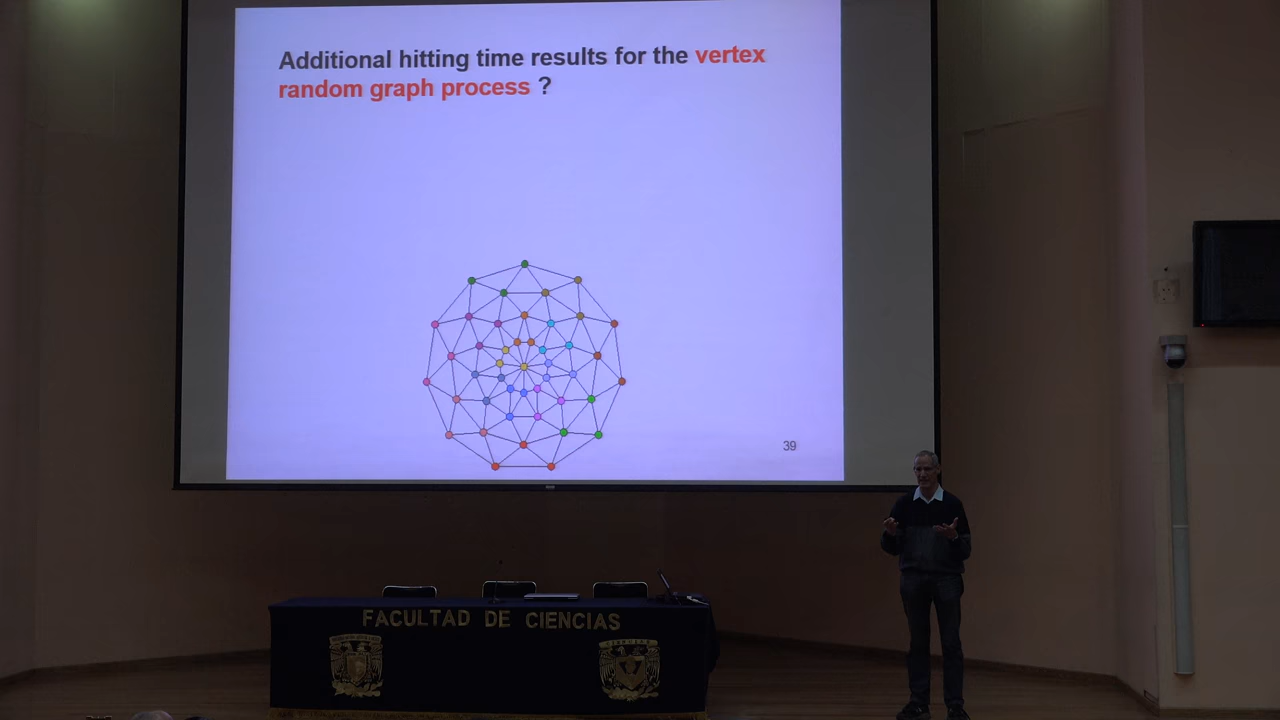 Additional hitting time results for the vertex
random graph process ?
39
FACULTAD DE CIENCIAS